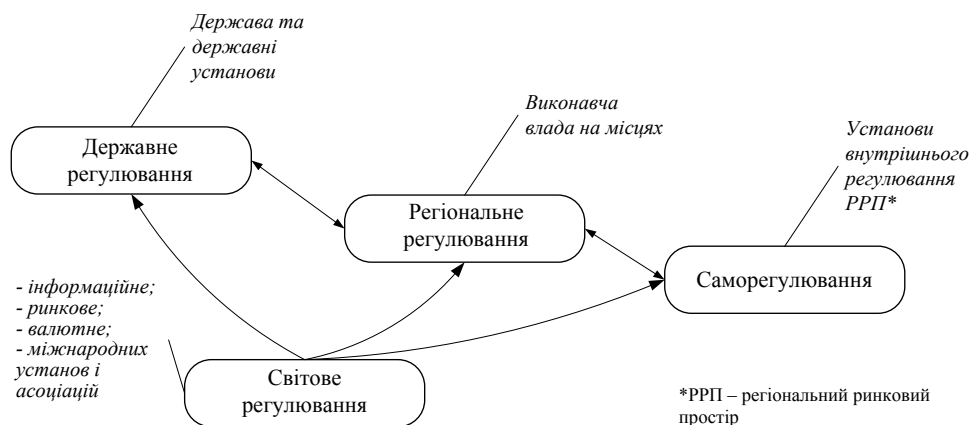 Держава та
державні
установи
Державне
регулювання
Виконавча
влада на місцях
Регіональне
регулювання
Установи
внутрішнього
регулювання
РРП*
Саморегулювання
- інформаційне;
- ринкове;
- валютне;
- міжнародних
установ і
асоціацій
Світове
регулювання
*РРП – регіональний ринковий
простір